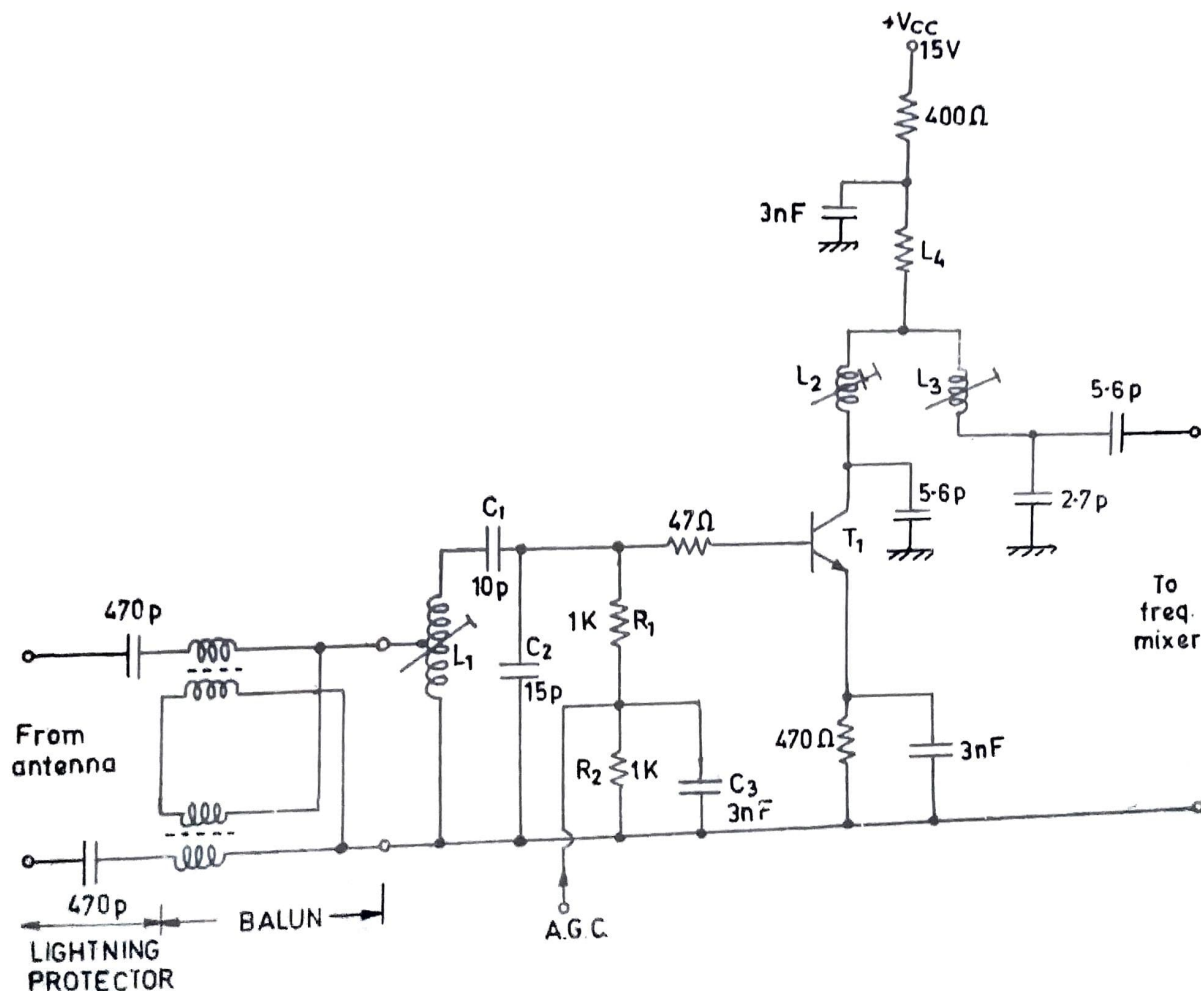 +VCC
15V
400Ω
3nF
L4
L2
L3
5·6p
5·6p
2·7p
C1
10p
47Ω
T1
To
freq.
mixer
470p
L1
C2
15p
1K
R1
From
antenna
R2
1K
C3
3nF
470Ω
3nF
470p
BALUN
A.G.C.
LIGHTNING
PROTECTOR